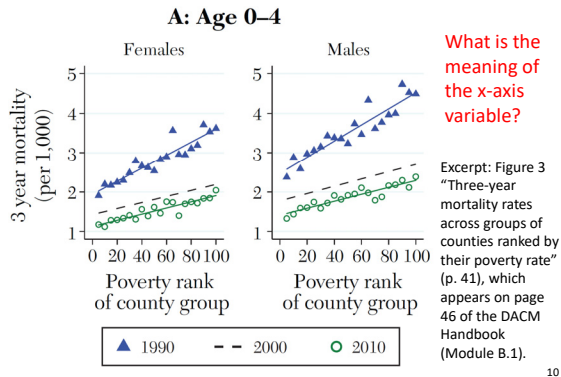 A: Age 0–4
Females
Males
3 year mortality
(per 1,000)
5
4
3
2
1
0 20 40 60 80 100
Poverty rank
of county group
5
4
3
2
1
0 20 40 60 80 100
Poverty rank
of county group
1990
2000
2010
What is the
meaning of
the x-axis
variable?
Excerpt: Figure 3
“Three-year
mortality rates
across groups of
counties ranked by
their poverty rate”
(p. 41), which
appears on page
46 of the DACM
Handbook
(Module B.1).
10